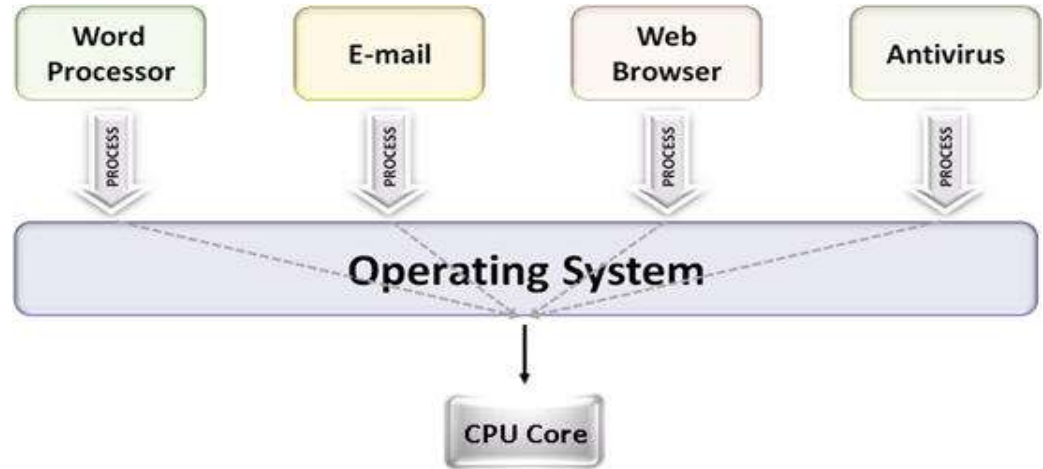 Word
Processor
E-mail
Web
Browser
Antivirus
PROCESS
PROCESS
PROCESS
PROCESS
Operating System
CPU Core